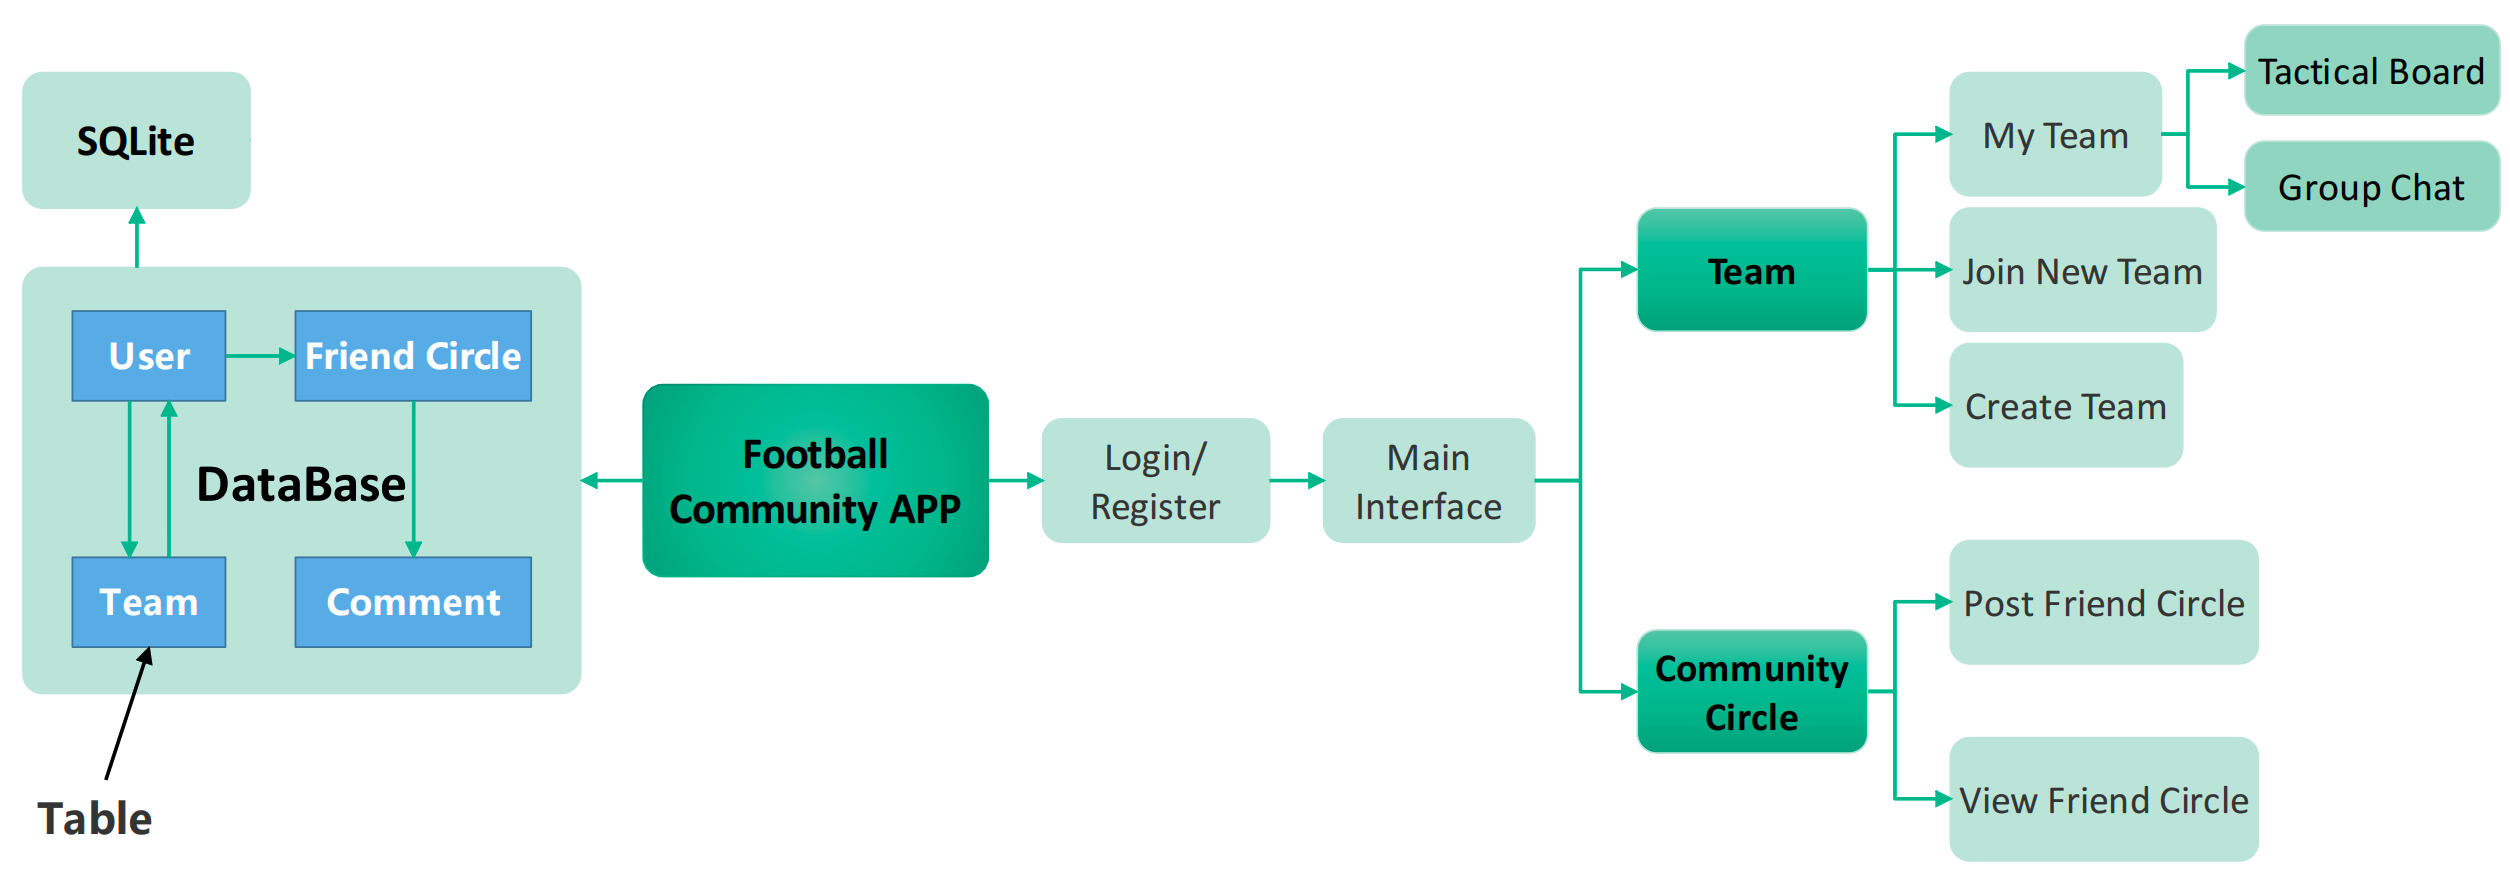 SQLite
User
Friend Circle
DataBase
Team
Comment
Table
Football
Community APP
Login/
Register
Main
Interface
Team
Community
Circle
My Team
Join New Team
Create Team
Post Friend Circle
View Friend Circle
Tactical Board
Group Chat